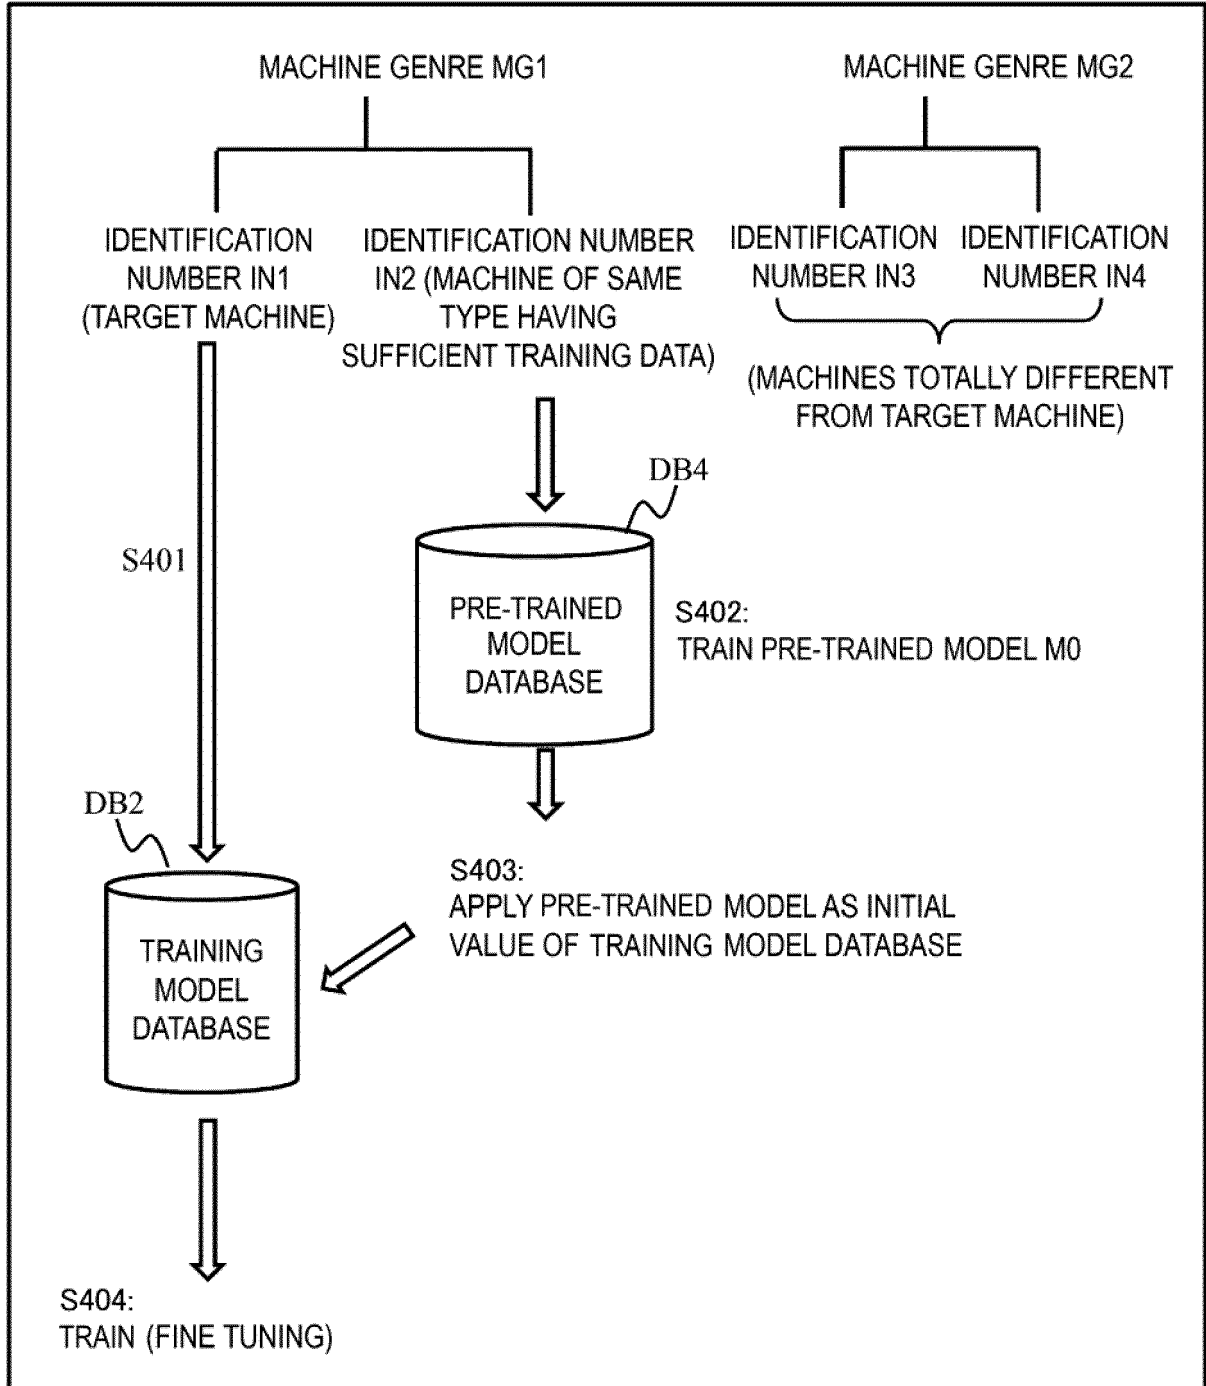 MACHINE GENRE MG1
MACHINE GENRE MG2
IDENTIFICATION
NUMBER IN1
(TARGET MACHINE)
IDENTIFICATION NUMBER
IN2 (MACHINE OF SAME
TYPE HAVING
SUFFICIENT TRAINING DATA)
IDENTIFICATION
NUMBER IN3
IDENTIFICATION
NUMBER IN4
(MACHINES TOTALLY DIFFERENT
FROM TARGET MACHINE)
DB4
S401
PRE-TRAINED
MODEL
DATABASE
S402:
TRAIN PRE-TRAINED MODEL M0
DB2
S403:
APPLY PRE-TRAINED MODEL AS INITIAL
VALUE OF TRAINING MODEL DATABASE
TRAINING
MODEL
DATABASE
S404:
TRAIN (FINE TUNING)